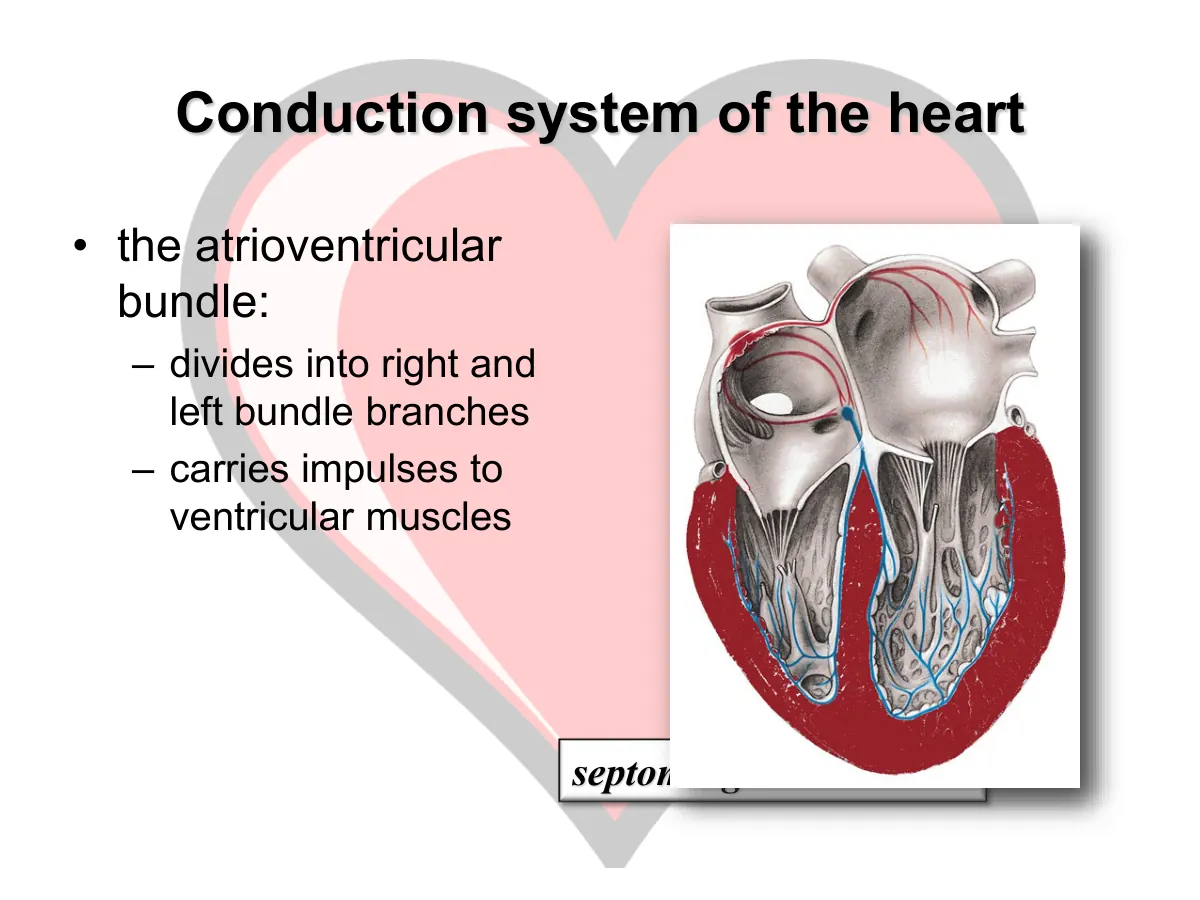 Conduction system of the heart
• the atrioventricular
bundle:
– divides into right and
left bundle branches
– carries impulses to
ventricular muscles